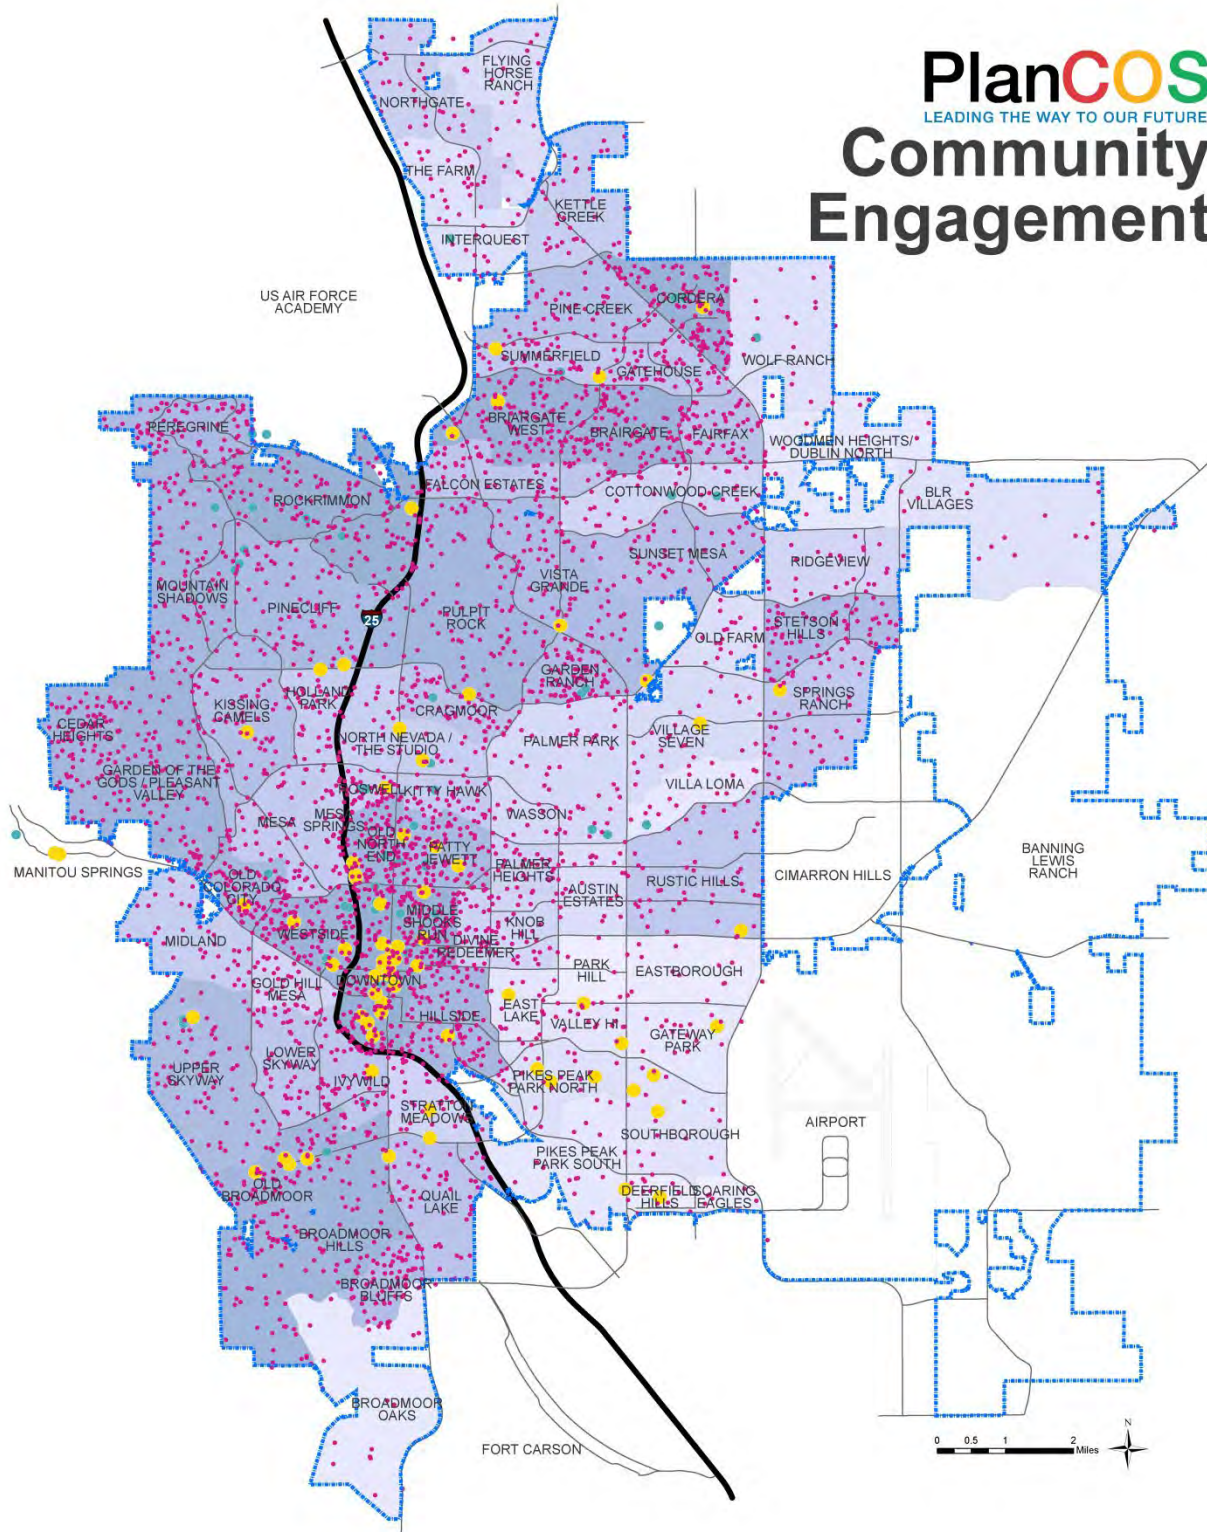 PlanCOS
LEADING THE WAY TO OUR FUTURE
Community
Engagement
FLYING
HORSE
RANCH
NORTHGATE
THE FARM
KETTLE
CREEK
INTERQUEST
US AIR FORCE
ACADEMY
CORDERA
PINE CREEK
SUMMERFIELD
WOLF RANCH
GATEHOUSE
PEREGRINE
BRIARGATE
WEST
BRAIRGATE
FAIRFAX
WOODMEN HEIGHTS/
DUBLIN NORTH
FALCON ESTATES
COTTONWOOD CREEK
BLR
VILLAGES
ROCKRIMMON
SUNSET MESA
RIDGEVIEW
MOUNTAIN
SHADOWS
VISTA
GRANDE
PINECLIFF
PULPIT
ROCK
25
STETSON
HILLS
OLD FARM
GARDEN
RANCH
SPRINGS
RANCH
HOLLAND
PARK
KISSING
CAMELS
CRAGMOOR
CEDAR
HEIGHTS
NORTH NEVADA /
THE STUDIO
PALMER PARK
VILLAGE
SEVEN
GARDEN OF THE
GODS / PLEASANT
VALLEY
VILLA LOMA
ROSWELL
KITTY HAWK
MESA
MESA
SPRINGS
WASSON
OLD
NORTH
END
PATTY
JEWETT
MANITOU SPRINGS
PALMER
HEIGHTS
BANNING
LEWIS
RANCH
OLD
COLORADO
CITY
AUSTIN
ESTATES
RUSTIC HILLS
CIMARRON HILLS
MIDDLE
SHOOKS
RUN
KNOB
HILL
WESTSIDE
MIDLAND
DIVINE
REDEEMER
PARK
HILL
EASTBOROUGH
GOLD HILL
MESA
DOWNTOWN
EAST
LAKE
HILLSIDE
VALLEY HI
GATEWAY
PARK
UPPER
SKYWAY
LOWER
SKYWAY
IVYWILD
PIKES PEAK
PARK NORTH
STRATTON
MEADOWS
AIRPORT
SOUTHBOROUGH
PIKES PEAK
PARK SOUTH
OLD
BROADMOOR
QUAIL
LAKE
DEERFIELD
HILLS
SOARING
EAGLES
BROADMOOR
HILLS
BROADMOOR
BLUFFS
BROADMOOR
OAKS
FORT CARSON
N
0 0.5 1 2
Miles